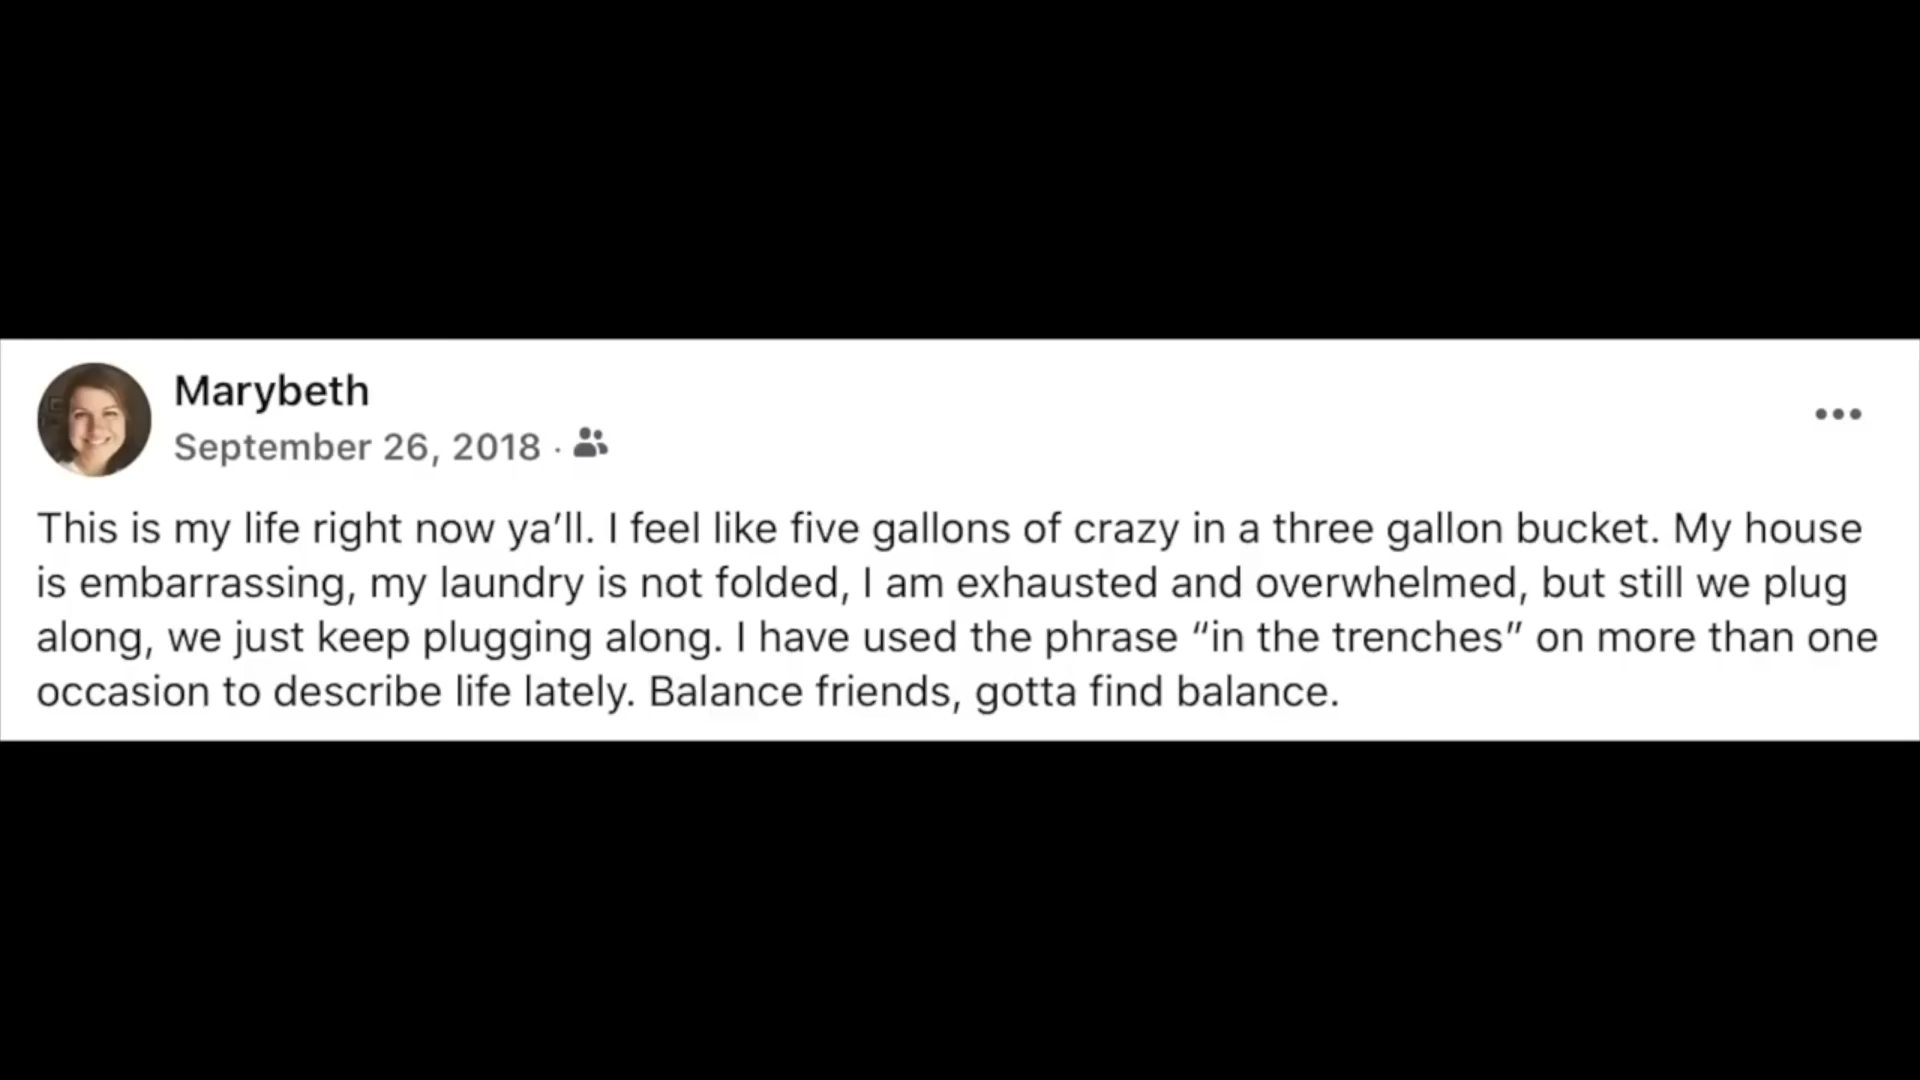 Marybeth
September 26, 2018 ·
This is my life right now ya’ll. I feel like five gallons of crazy in a three gallon bucket. My house
is embarrassing, my laundry is not folded, I am exhausted and overwhelmed, but still we plug
along, we just keep plugging along. I have used the phrase “in the trenches” on more than one
occasion to describe life lately. Balance friends, gotta find balance.